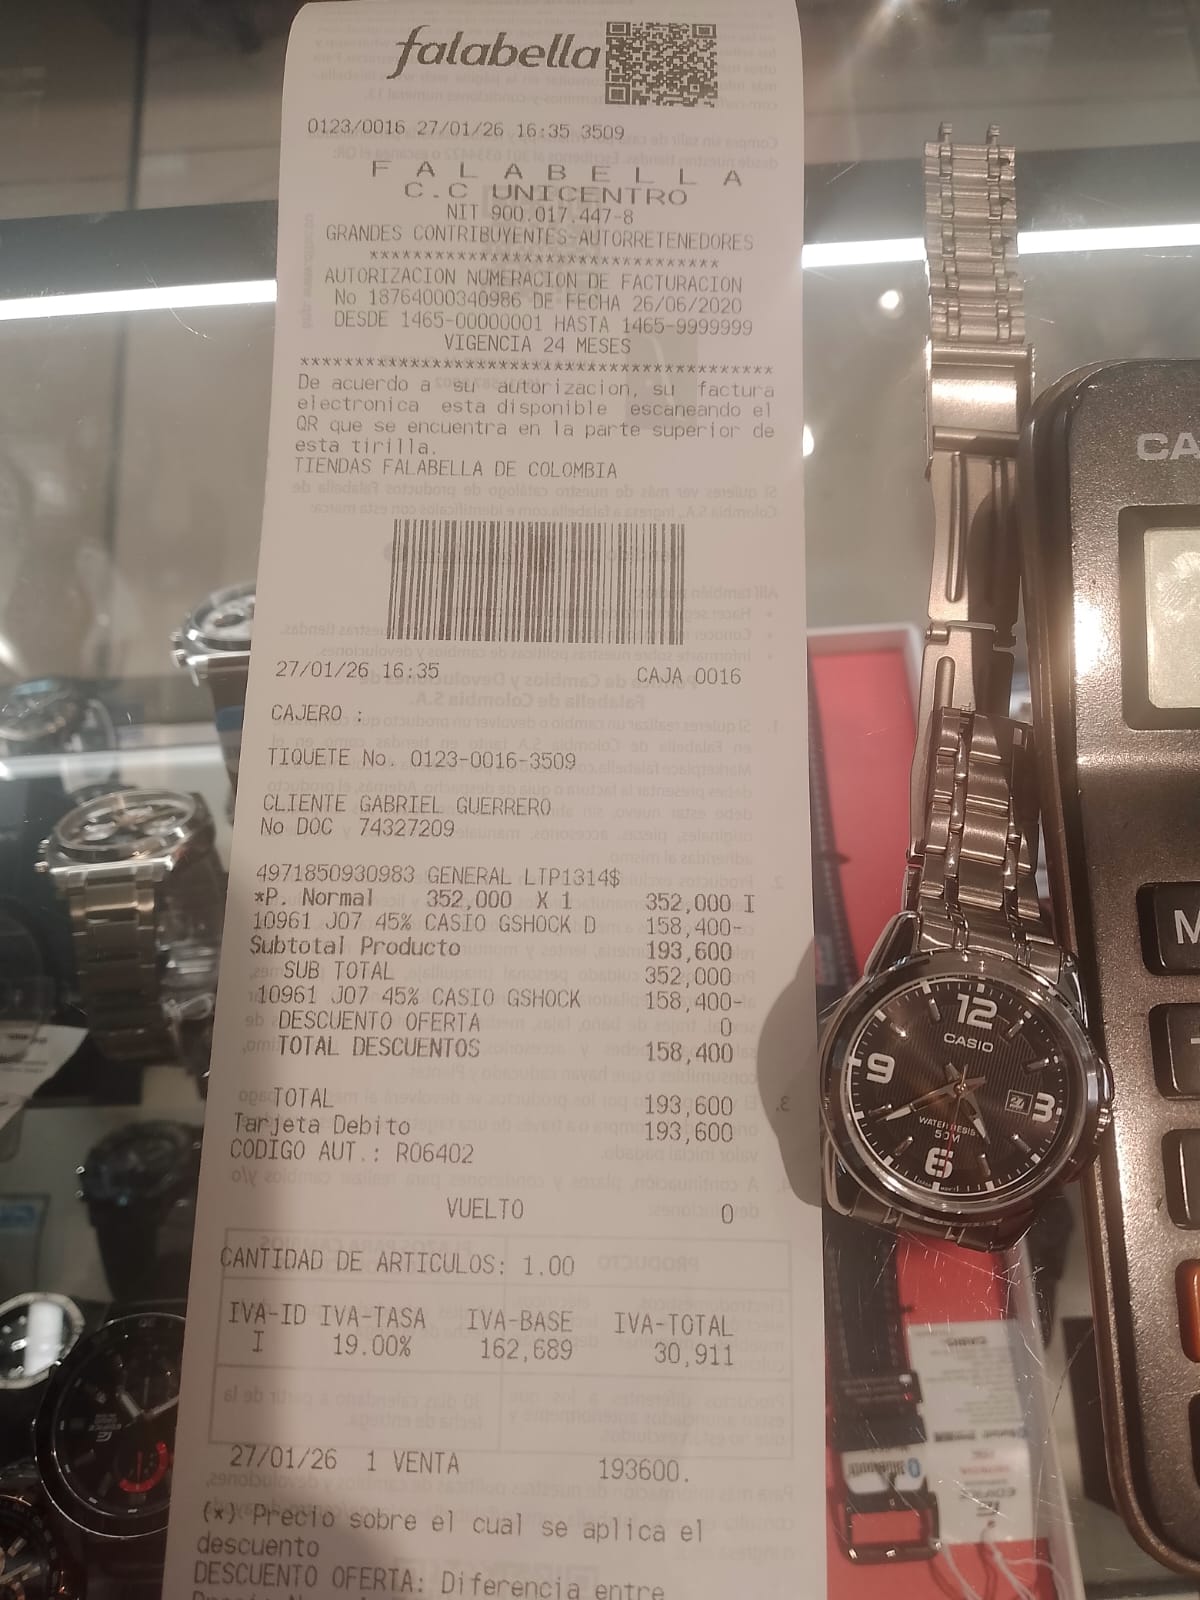 falabella
0123/0016 27/01/26 16:35 3509
F A L A B E L L A
C.C UNICENTRO
NIT 900.017.447-8
GRANDES CONTRIBUYENTES-AUTORRETENEDORES
********************************
AUTORIZACION NUMERACION DE FACTURACION
No 18764000340986 DE FECHA 26/06/2020
DESDE 1465-00000001 HASTA 1465-9999999
VIGENCIA 24 MESES
******************************************
De acuerdo a su autorizacion, su factura
electronica esta disponible escaneando el
QR que se encuentra en la parte superior de
esta tirilla.
TIENDAS FALABELLA DE COLOMBIA
27/01/26 16:35 CAJA 0016
CAJERO :
TIQUETE No. 0123-0016-3509
CLIENTE GABRIEL GUERRERO
No DOC 74327209
4971850930983 GENERAL LTP1314$
*P. Normal 352,000 X 1 352,000 I
10961 J07 45% CASIO GSHOCK D 158,400-
Subtotal Producto 193,600
SUB TOTAL 352,000
10961 J07 45% CASIO GSHOCK 158,400-
DESCUENTO OFERTA 0
TOTAL DESCUENTOS 158,400
TOTAL 193,600
Tarjeta Debito 193,600
CODIGO AUT.: R06402
VUELTO 0
CANTIDAD DE ARTICULOS: 1.00
IVA-ID IVA-TASA IVA-BASE IVA-TOTAL
I 19.00% 162,689 30,911
27/01/26 1 VENTA 193600.
(*) Precio sobre el cual se aplica el
descuento
DESCUENTO OFERTA: Diferencia entre
12
CASIO
9
3
WATER RESIST
50M
6
CA
M